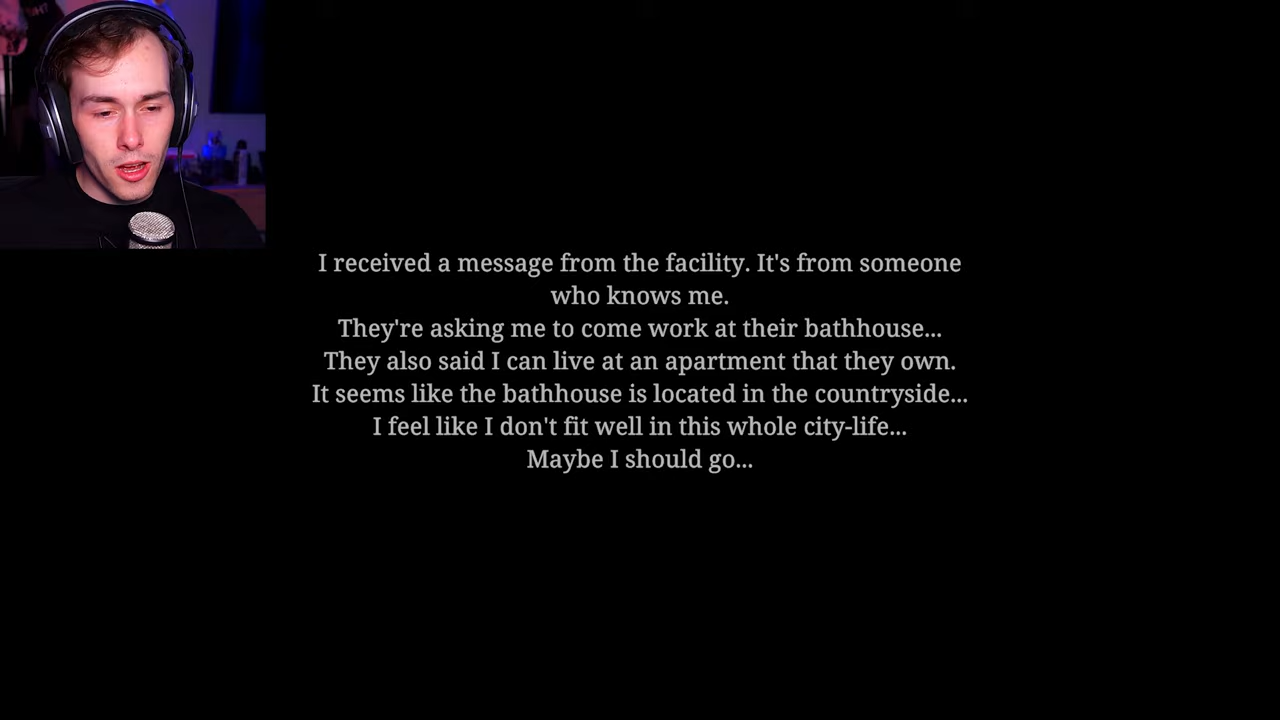 I received a message from the facility. It's from someone
who knows me.
They're asking me to come work at their bathhouse...
They also said I can live at an apartment that they own.
It seems like the bathhouse is located in the countryside...
I feel like I don't fit well in this whole city-life...
Maybe I should go...